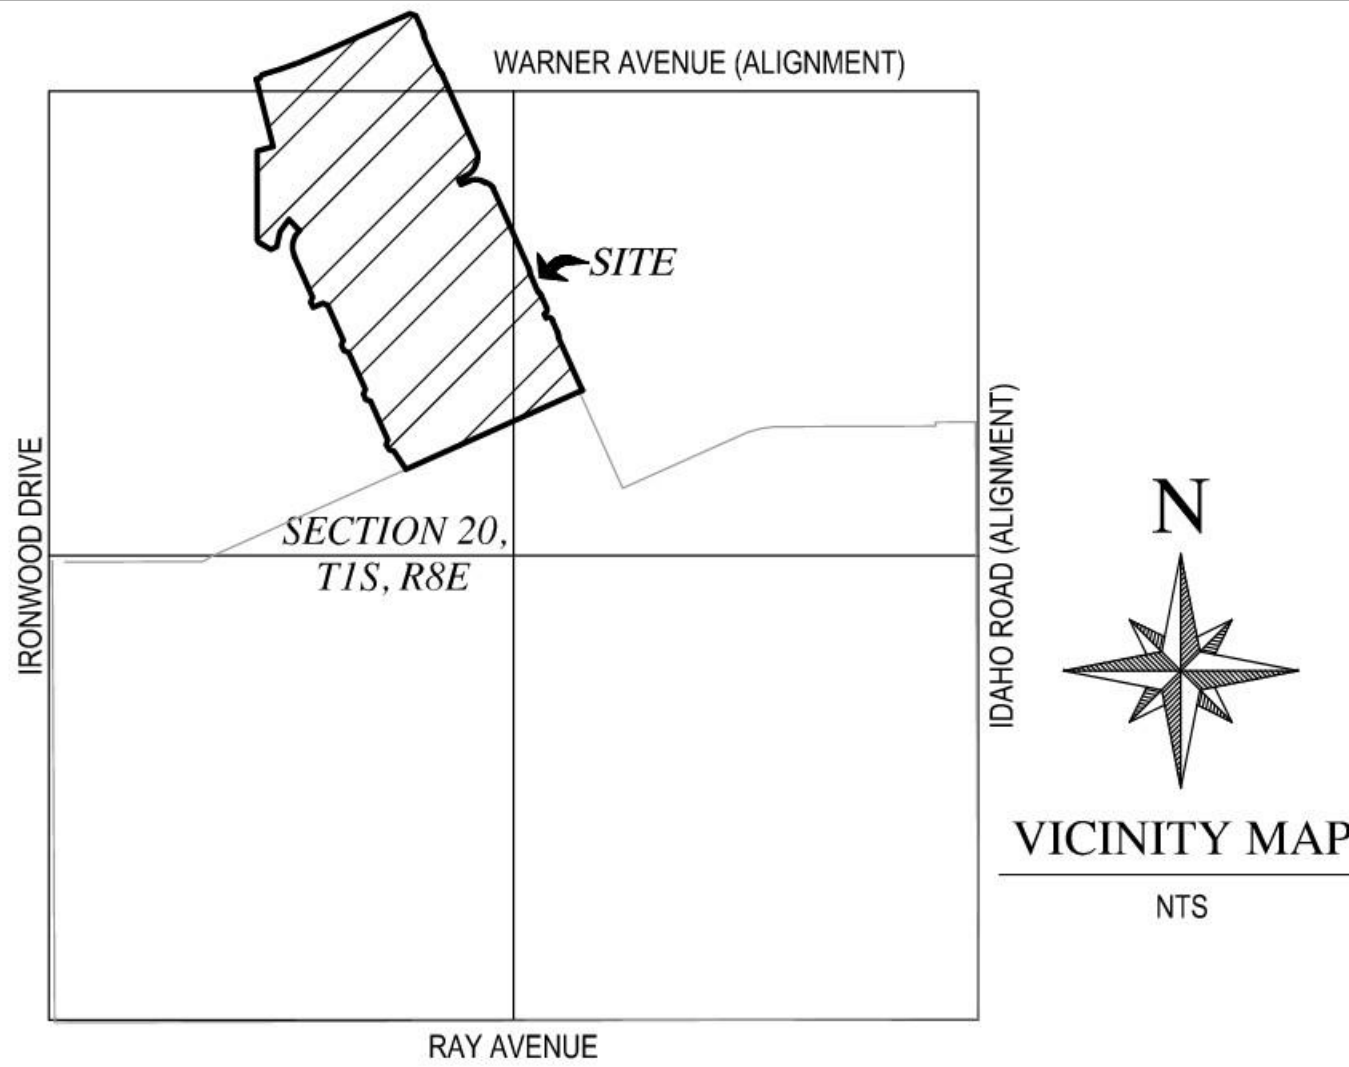 WARNER AVENUE (ALIGNMENT)
SITE
IRONWOOD DRIVE
SECTION 20,
T1S, R8E
IDAHO ROAD (ALIGNMENT)
N
VICINITY MAP
NTS
RAY AVENUE